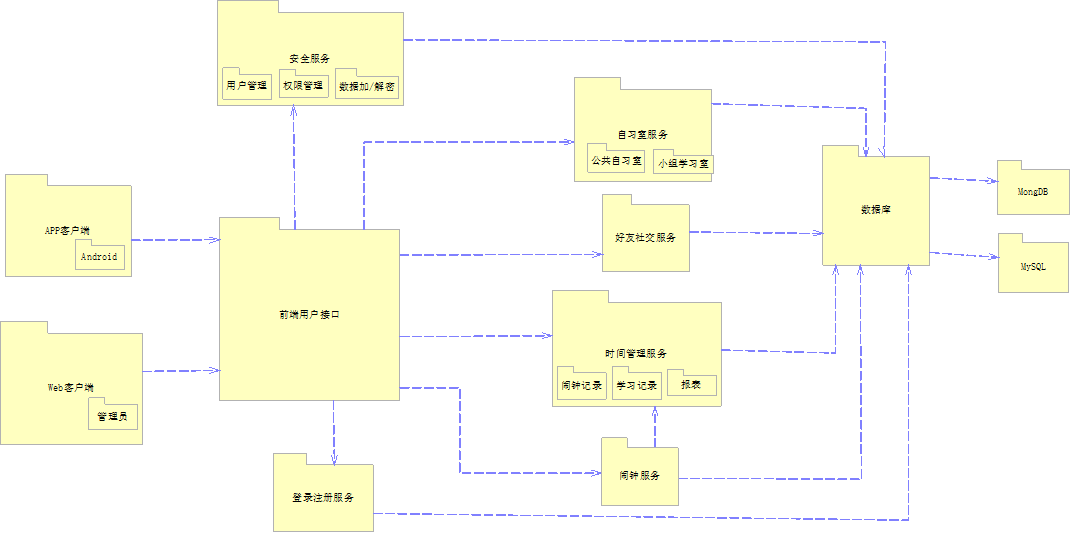 安全服务
用户管理
权限管理
数据加/解密
自习室服务
公共自习室
小组学习室
APP客户端
Android
前端用户接口
好友社交服务
数据库
MongDB
MySQL
Web客户端
管理员
时间管理服务
闹钟记录
学习记录
报表
登录注册服务
闹钟服务